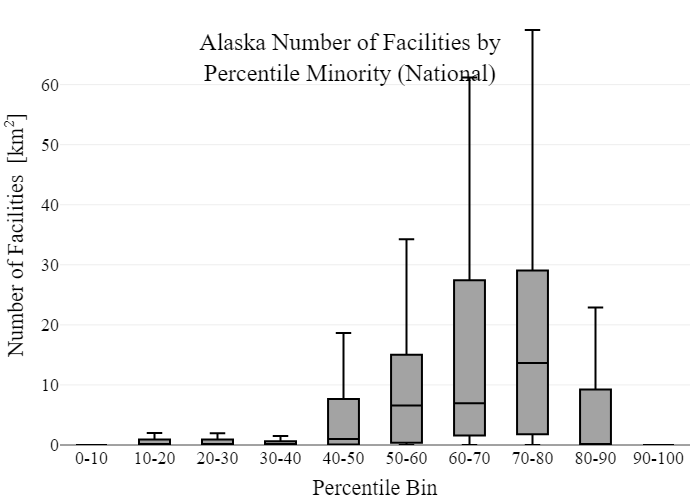 Alaska Number of Facilities by
Percentile Minority (National)
Number of Facilities [km²]
60
50
40
30
20
10
0
0-10 10-20 20-30 30-40 40-50 50-60 60-70 70-80 80-90 90-100
Percentile Bin